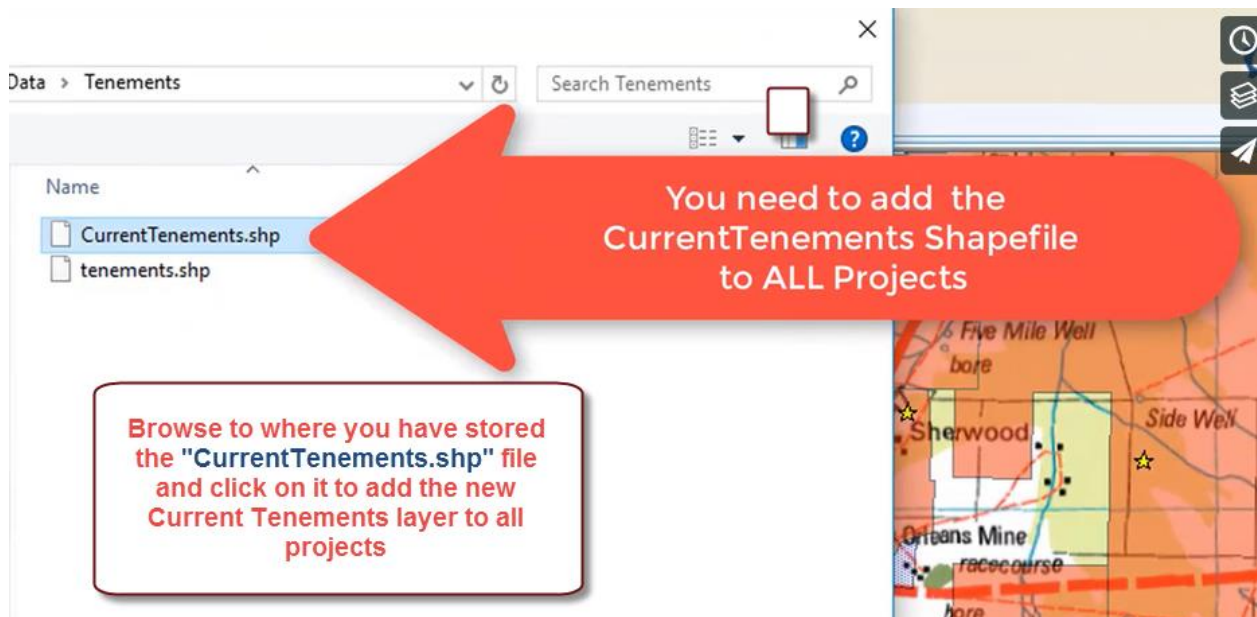 Data > Tenements
Search Tenements
Name
CurrentTenements.shp
tenements.shp
You need to add the
CurrentTenements Shapefile
to ALL Projects
Browse to where you have stored
the "CurrentTenements.shp" file
and click on it to add the new
Current Tenements layer to all
projects
Five Mile Well
bore
Sherwood
Side Well
Orleans Mine
racecourse
bore